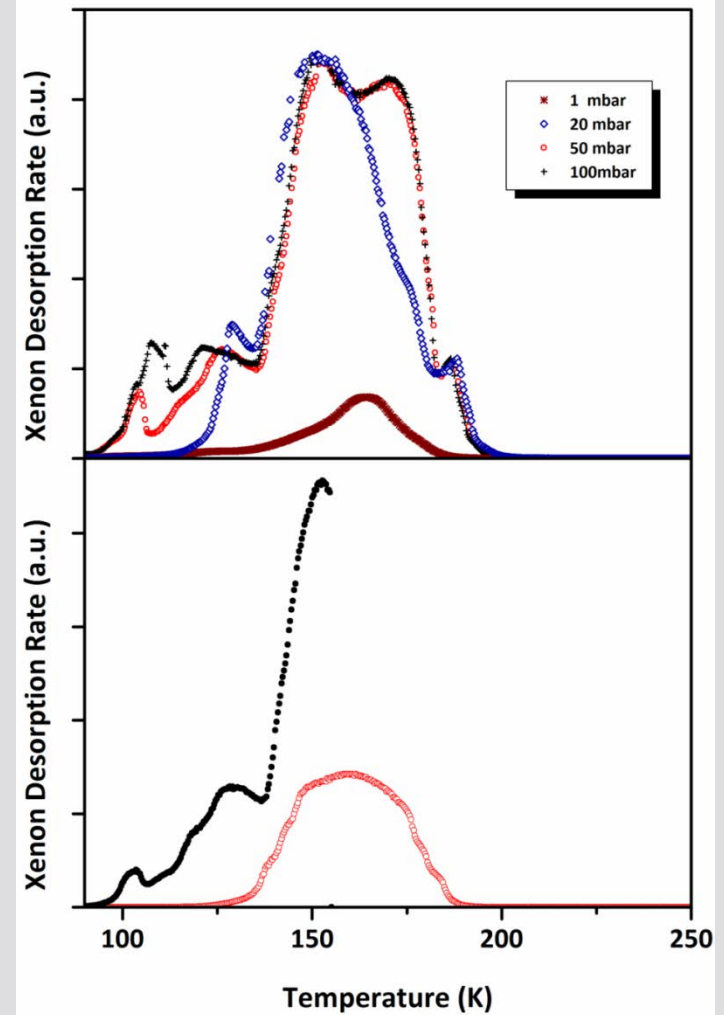 Xenon Desorption Rate (a.u.)
1 mbar
20 mbar
50 mbar
100mbar
Xenon Desorption Rate (a.u.)
100
150
200
250
Temperature (K)